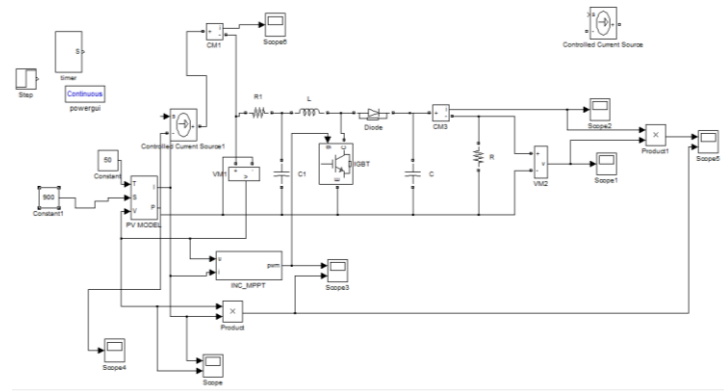 CM1
Scope6
Controlled Current Source
Step
timer
Continuous
powergui
R1
L
Diode
CM3
Scope2
Product1
Scope5
Controlled Current Source1
50
Constant
900
Constant1
T
S
V
I
P
PV MODEL
VM1
C1
IGBT
C
R
VM2
Scope1
pwm
INC_MPPT
Scope3
Product
Scope4
Scope